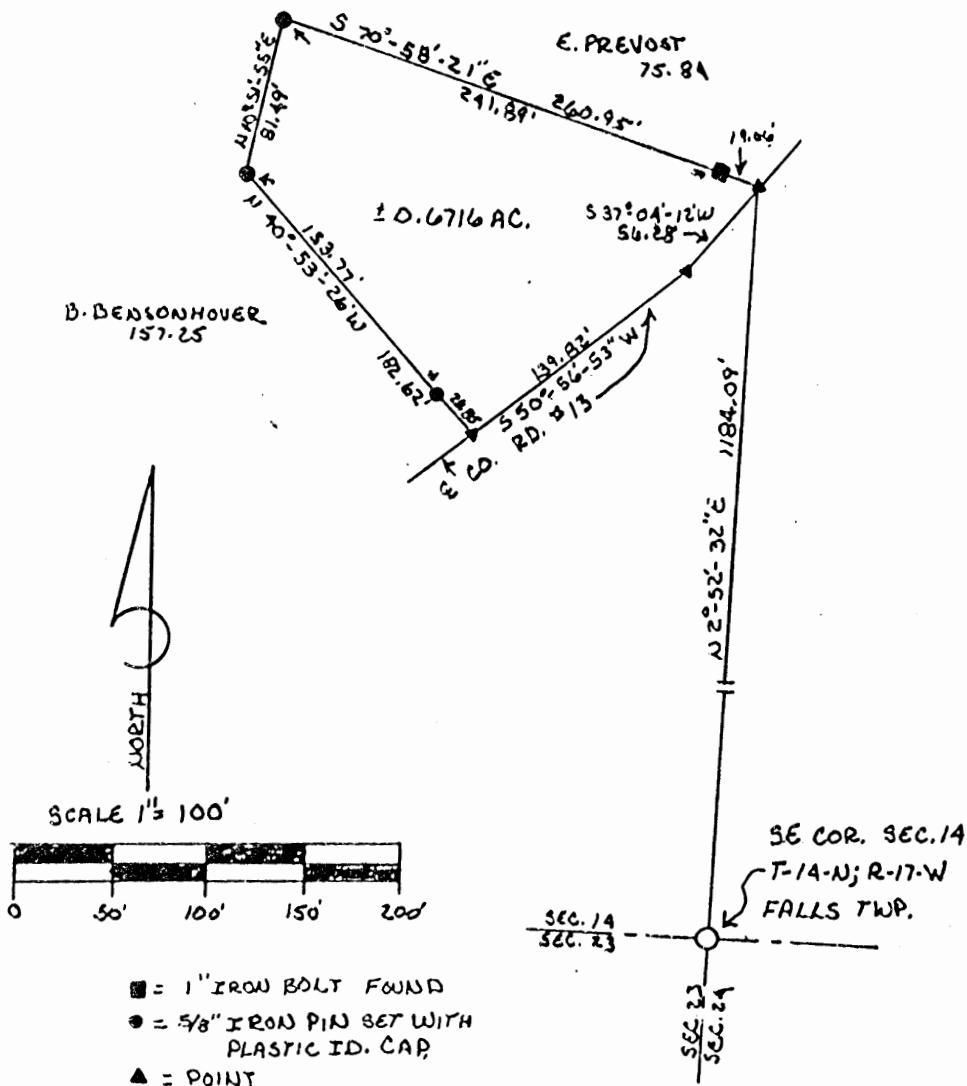 S 70°-58'-21" E
241.89'
260.95'
E. PREVOST
75.84
19.06'
81.49'
± 0.6716 AC.
S 37°-04'-12" W
56.28'
B. BENSONHOVER
157.25
153.77'
N 40°-53'-26" W
182.62'
28.85
139.82'
S 50°-56'-53" W
CO. RD. #13
N 2°-52'-32" E 1184.09'
NORTH
SCALE 1" = 100'
0 50' 100' 150' 200'
SE COR. SEC. 14
T-14-N; R-17-W
FALLS TWP.
SEC. 14
SEC. 23
SEC. 23
SEC. 24
■ = 1" IRON BOLT FOUND
● = 5/8" IRON PIN SET WITH
PLASTIC ID. CAP.
▲ = POINT